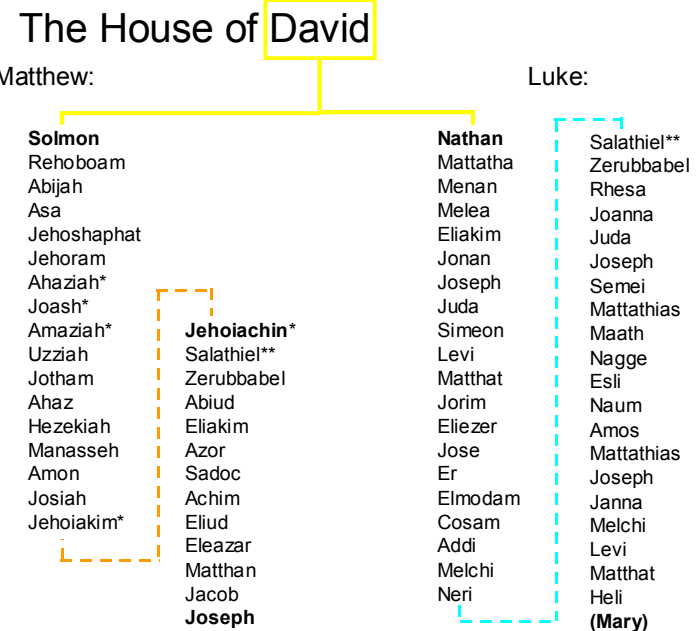 The House of David
Matthew:
Solmon
Rehoboam
Abijah
Asa
Jehoshaphat
Jehoram
Ahaziah*
Joash*
Amaziah*
Uzziah
Jotham
Ahaz
Hezekiah
Manasseh
Amon
Josiah
Jehoiakim*
Jehoiachin*
Salathiel**
Zerubbabel
Abiud
Eliakim
Azor
Sadoc
Achim
Eliud
Eleazar
Matthan
Jacob
Joseph
Luke:
Nathan
Mattatha
Menan
Melea
Eliakim
Jonan
Joseph
Juda
Simeon
Levi
Matthat
Jorim
Eliezer
Jose
Er
Elmodam
Cosam
Addi
Melchi
Neri
Salathiel**
Zerubbabel
Rhesa
Joanna
Juda
Joseph
Semei
Mattathias
Maath
Nagge
Esli
Naum
Amos
Mattathias
Joseph
Janna
Melchi
Levi
Matthat
Heli
(Mary)